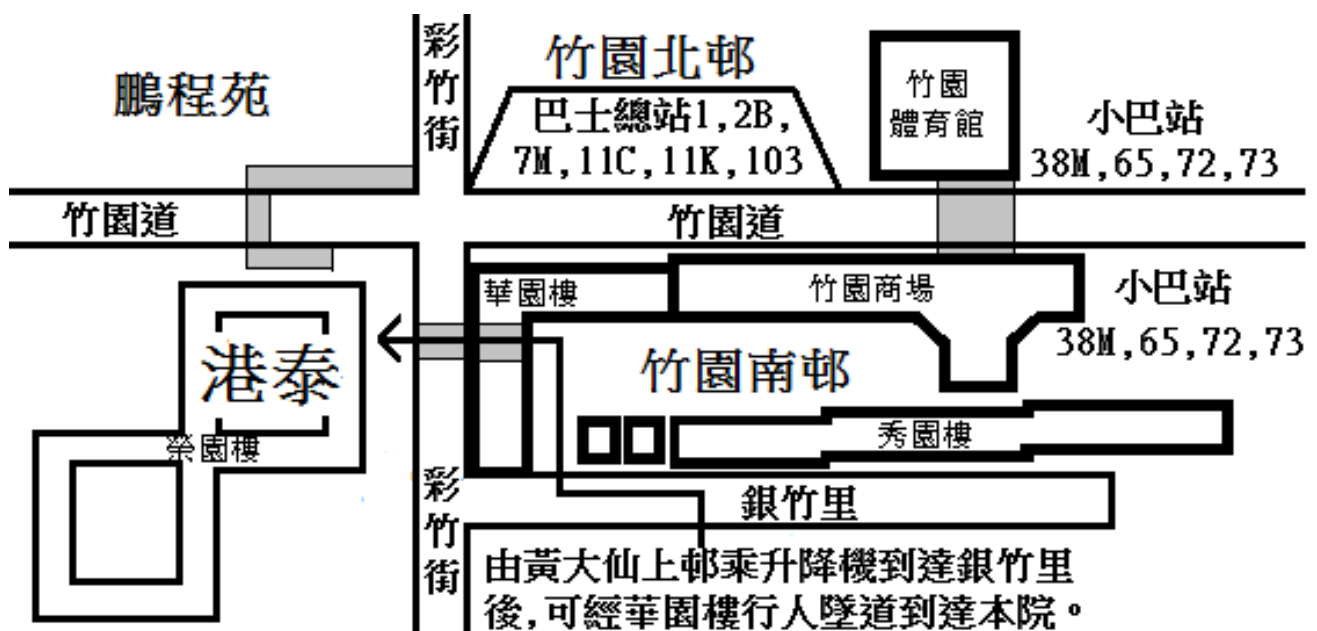 彩竹街
竹園北邨
鵬程苑
巴士總站1,2B,
7M,11C,11K,103
竹園
體育館
小巴站
38M,65,72,73
竹園道
竹園道
華園樓
竹園商場
小巴站
38M,65,72,73
港泰
竹園南邨
榮園樓
秀園樓
彩竹街
銀竹里
由黃大仙上邨乘升降機到達銀竹里
後,可經華園樓行人墜道到達本院。